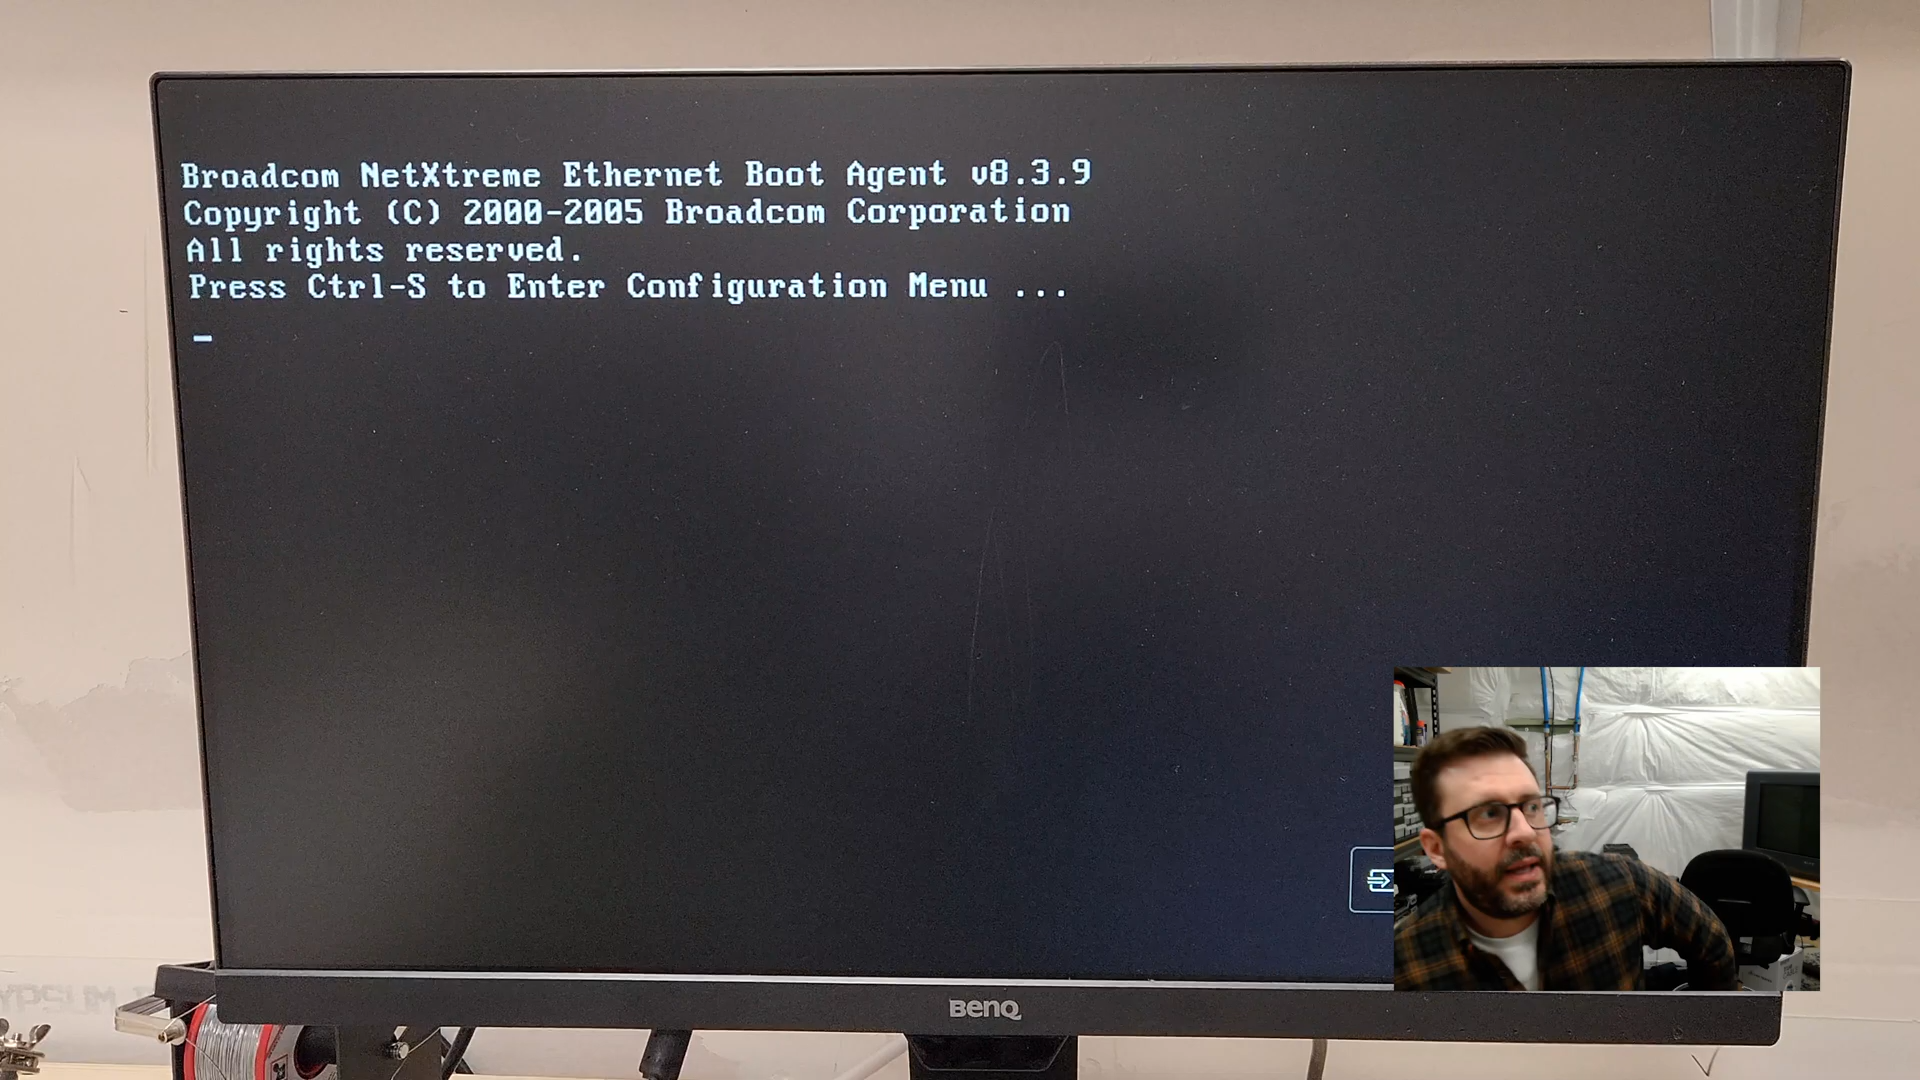 Broadcom NetXtreme Ethernet Boot Agent v8.3.9
Copyright (C) 2000-2005 Broadcom Corporation
All rights reserved.
Press Ctrl-S to Enter Configuration Menu ...
BenQ